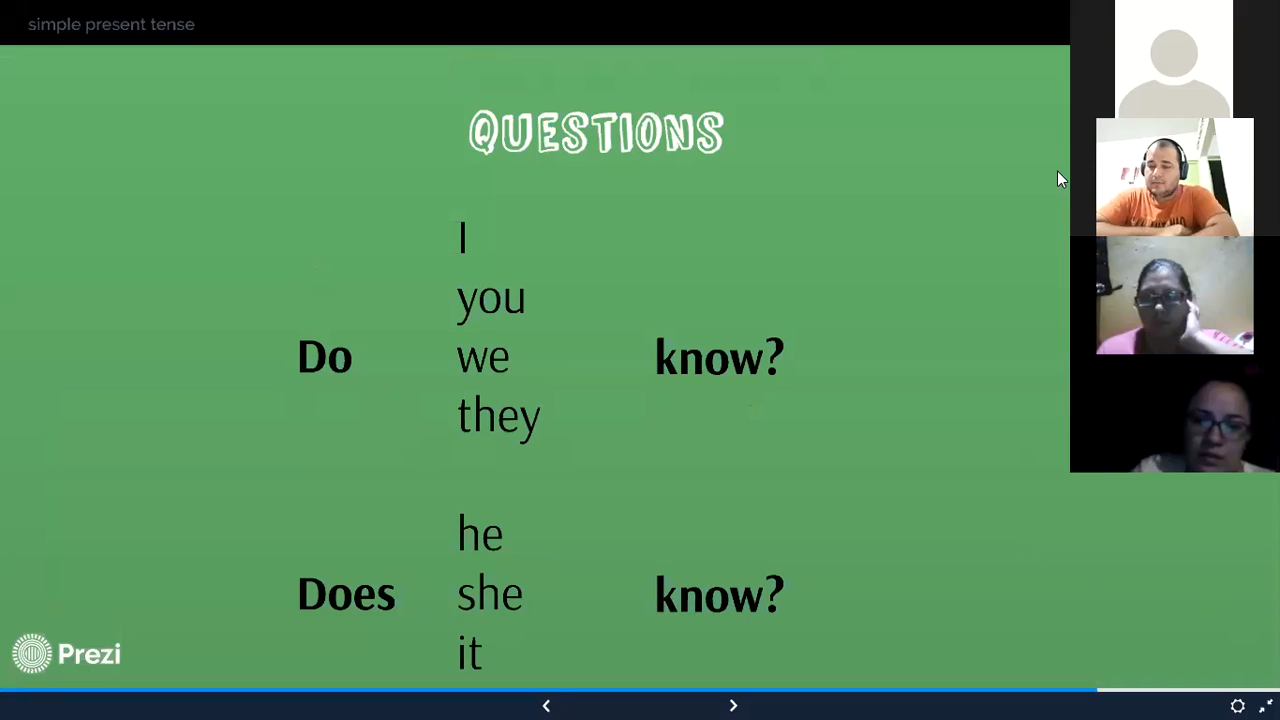 simple present tense
QUESTIONS
I
you
Do we know?
they
he
Does she know?
it
Prezi